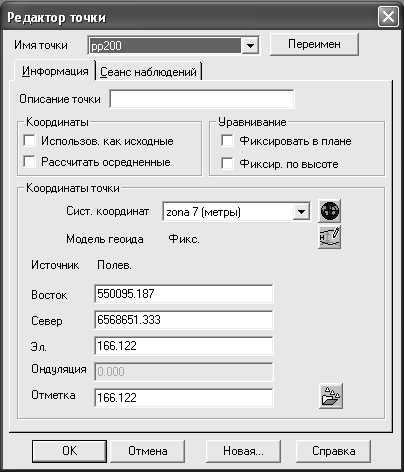 Редактор точки
Имя точки pp200 Переимен
Информация Сеанс наблюдений
Описание точки
Координаты Уравнивание
Использов. как исходные Фиксировать в плане
Рассчитать осредненные Фиксир. по высоте
Координаты точки
Сист. координат zona 7 (метры)
Модель геоида Фикс.
Источник Полев.
Восток 550095.187
Север 6568651.333
Эл. 166.122
Ондуляция 0.000
Отметка 166.122
OK Отмена Новая... Справка